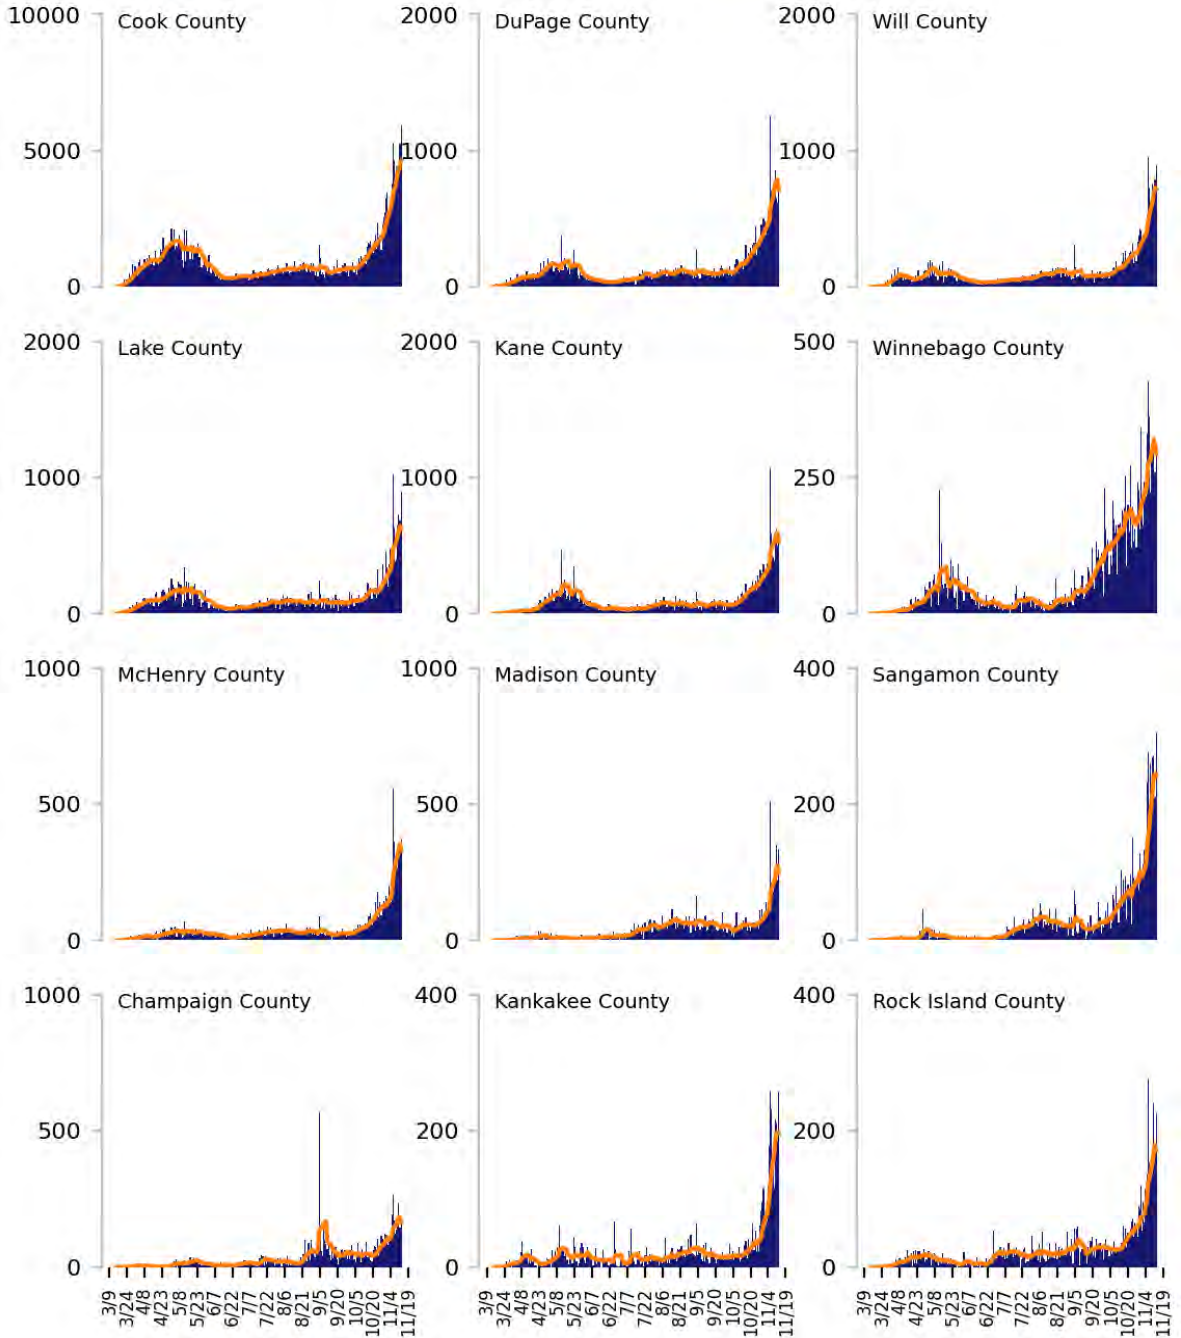 10000
Cook County
5000
0
2000
DuPage County
1000
0
2000
Will County
1000
0
2000
Lake County
1000
0
2000
Kane County
1000
0
500
Winnebago County
250
0
1000
McHenry County
500
0
1000
Madison County
500
0
400
Sangamon County
200
0
1000
Champaign County
500
0
400
Kankakee County
200
0
400
Rock Island County
200
0
3/9 3/24 4/8 4/23 5/8 5/23 6/7 6/22 7/7 7/22 8/6 8/21 9/5 9/20 10/5 10/20 11/4 11/19
3/9 3/24 4/8 4/23 5/8 5/23 6/7 6/22 7/7 7/22 8/6 8/21 9/5 9/20 10/5 10/20 11/4 11/19
3/9 3/24 4/8 4/23 5/8 5/23 6/7 6/22 7/7 7/22 8/6 8/21 9/5 9/20 10/5 10/20 11/4 11/19